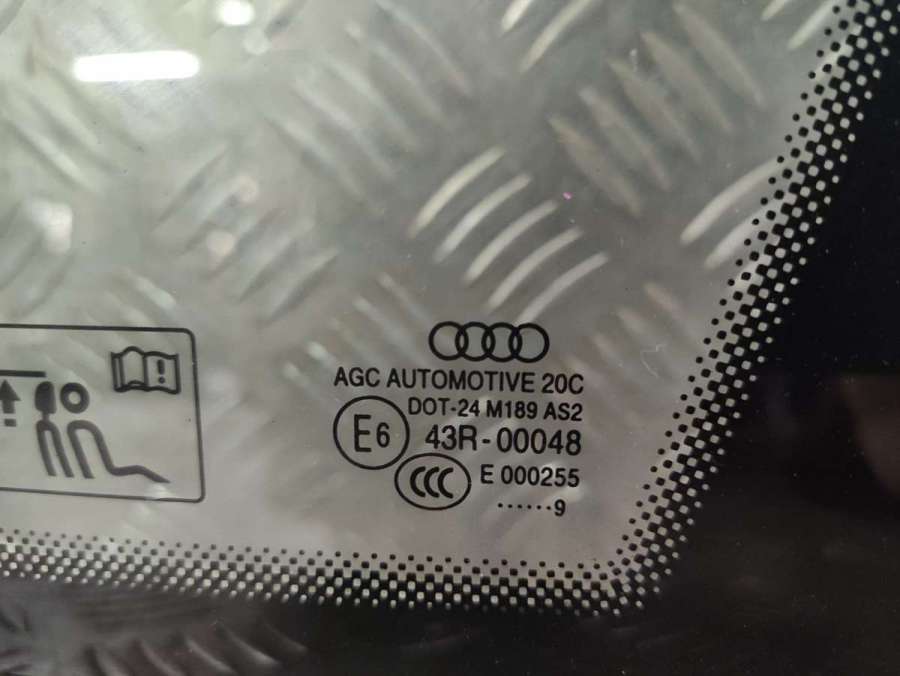 AGC AUTOMOTIVE 20C
DOT-24 M189 AS2
E6 43R-00048
CCC E 000255
······9